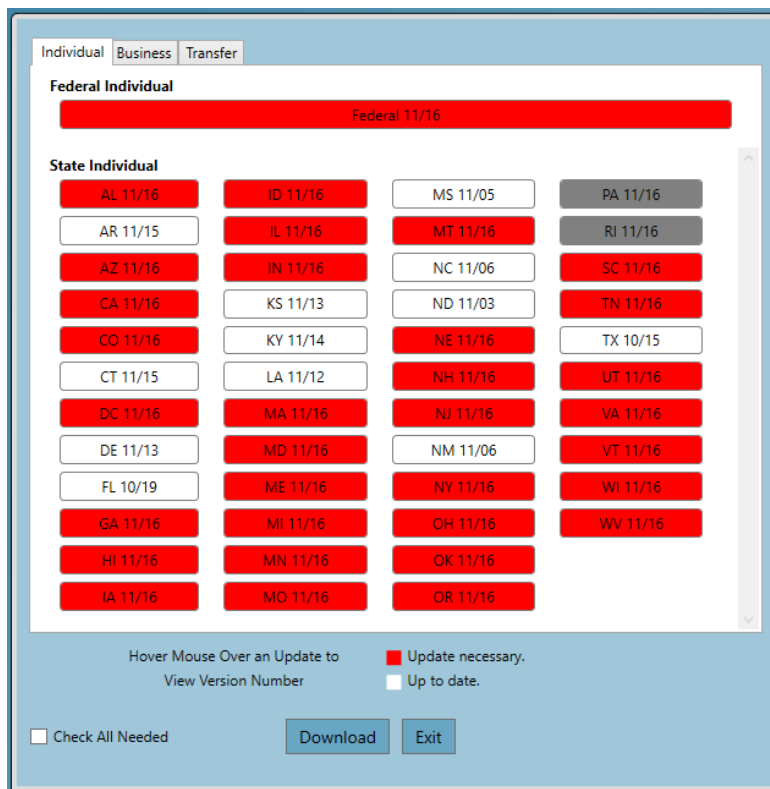 Individual Business Transfer
Federal Individual
Federal 11/16
State Individual
AL 11/16 ID 11/16 MS 11/05 PA 11/16
AR 11/15 IL 11/16 MT 11/16 RI 11/16
AZ 11/16 IN 11/16 NC 11/06 SC 11/16
CA 11/16 KS 11/13 ND 11/03 TN 11/16
CO 11/16 KY 11/14 NE 11/16 TX 10/15
CT 11/15 LA 11/12 NH 11/16 UT 11/16
DC 11/16 MA 11/16 NJ 11/16 VA 11/16
DE 11/13 MD 11/16 NM 11/06 VT 11/16
FL 10/19 ME 11/16 NY 11/16 WI 11/16
GA 11/16 MI 11/16 OH 11/16 WV 11/16
HI 11/16 MN 11/16 OK 11/16
IA 11/16 MO 11/16 OR 11/16
Hover Mouse Over an Update to Update necessary.
View Version Number Up to date.
Check All Needed Download Exit